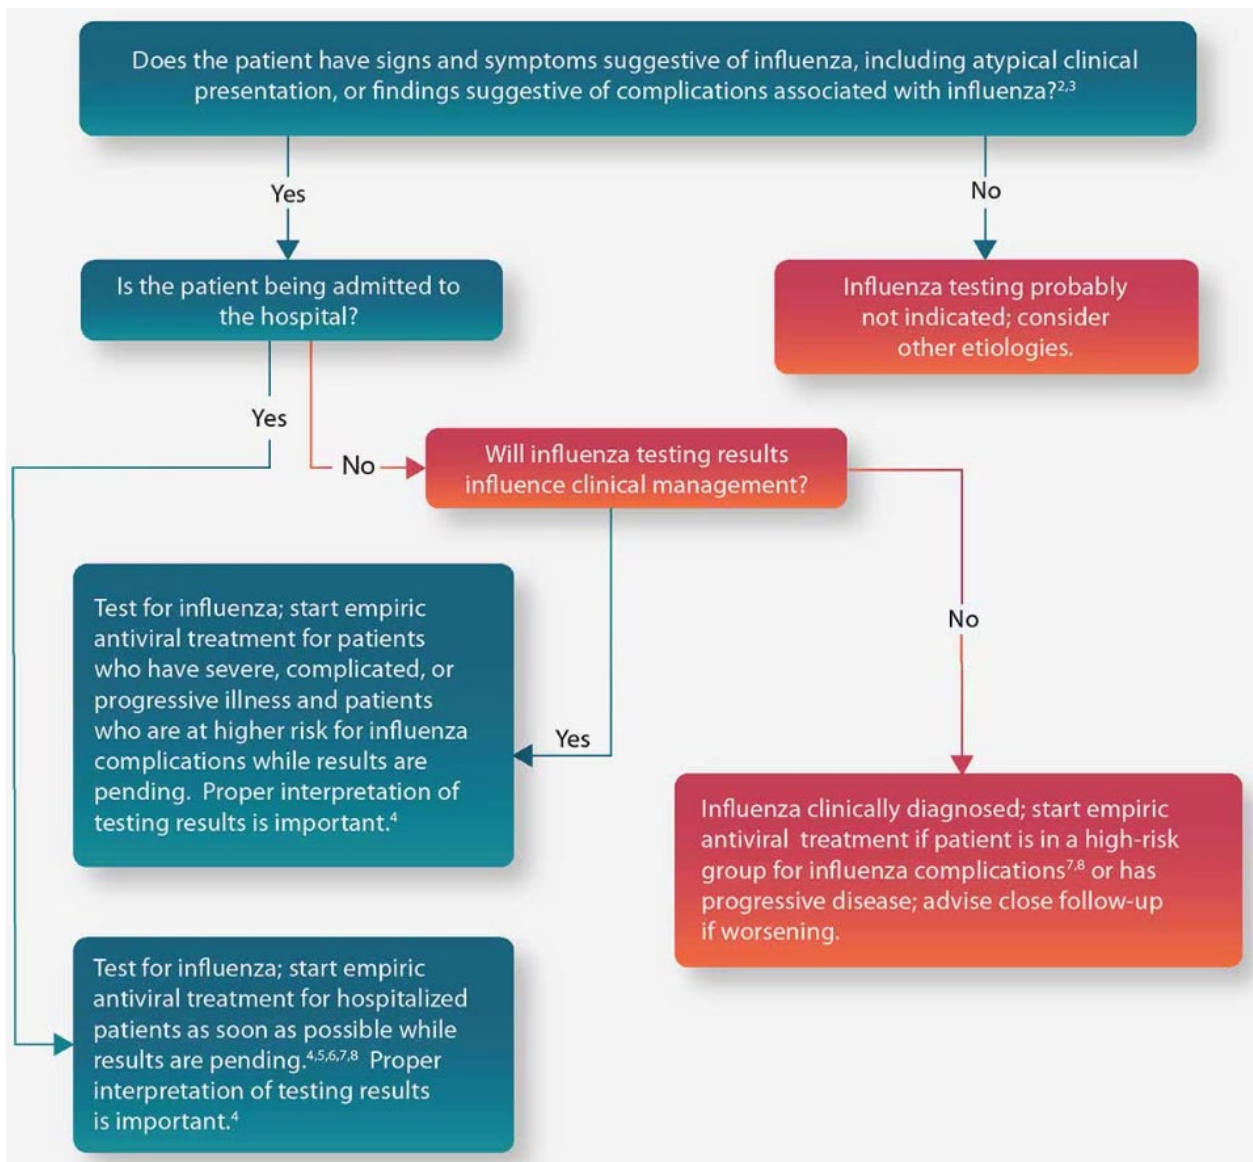 Does the patient have signs and symptoms suggestive of influenza, including atypical clinical
presentation, or findings suggestive of complications associated with influenza?2,3
Yes
No
Is the patient being admitted to
the hospital?
Influenza testing probably
not indicated; consider
other etiologies.
Yes
No
Will influenza testing results
influence clinical management?
Test for influenza; start empiric
antiviral treatment for patients
who have severe, complicated, or
progressive illness and patients
who are at higher risk for influenza
complications while results are
pending. Proper interpretation of
testing results is important.4
Yes
No
Influenza clinically diagnosed; start empiric
antiviral treatment if patient is in a high-risk
group for influenza complications7,8 or has
progressive disease; advise close follow-up
if worsening.
Test for influenza; start empiric
antiviral treatment for hospitalized
patients as soon as possible while
results are pending.4,5,6,7,8 Proper
interpretation of testing results
is important.4